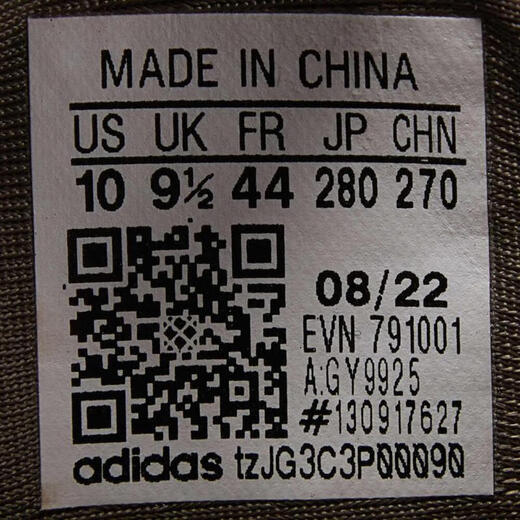 MADE IN CHINA
US UK FR JP CHN
10 9½ 44 280 270
08/22
EVN 791001
A:GY9925
#130917627
adidas tzJG3C3P00090